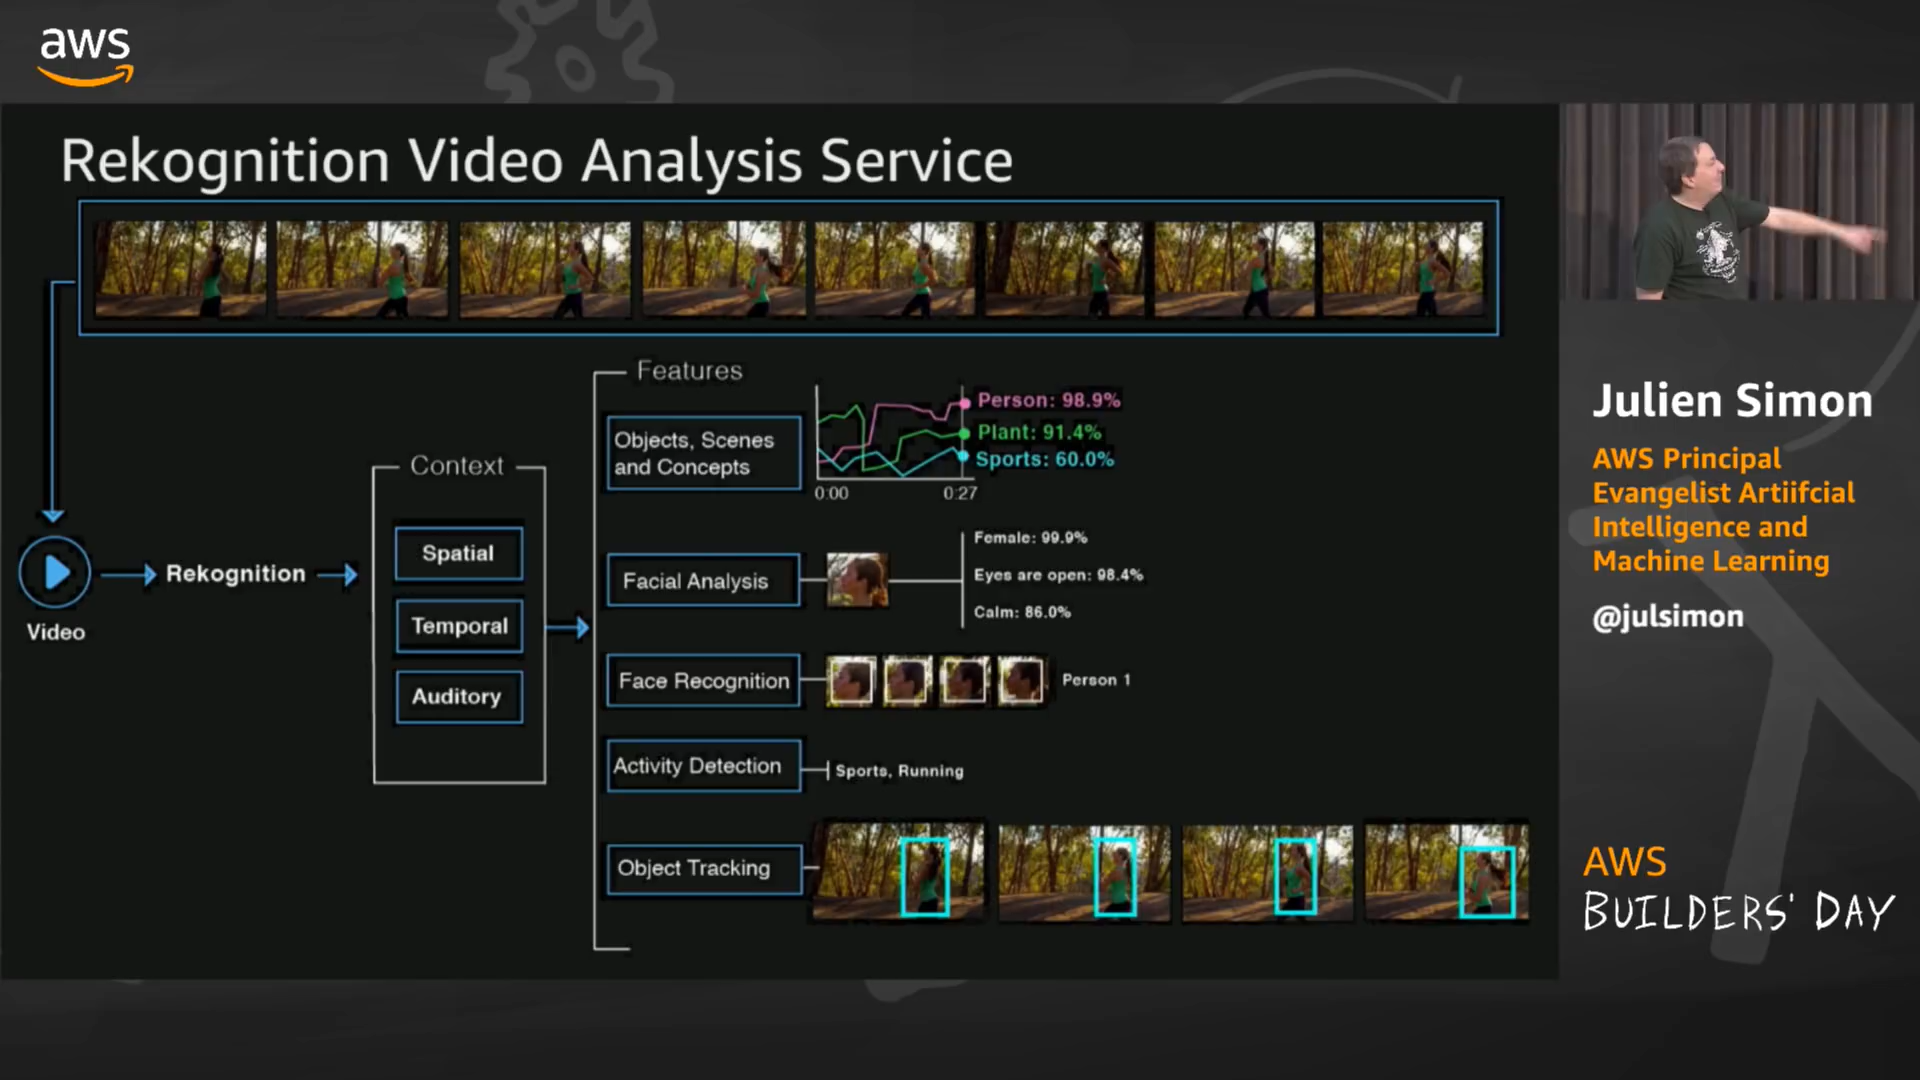 aws
Rekognition Video Analysis Service
Features
Objects, Scenes
and Concepts
Person: 98.9%
Plant: 91.4%
Sports: 60.0%
0:00
0:27
Context
Spatial
Temporal
Auditory
Video
Rekognition
Facial Analysis
Female: 99.9%
Eyes are open: 98.4%
Calm: 86.0%
Face Recognition
Person 1
Activity Detection
Sports, Running
Object Tracking
Julien Simon
AWS Principal
Evangelist Artiifcial
Intelligence and
Machine Learning
@julsimon
AWS
BUILDERS' DAY